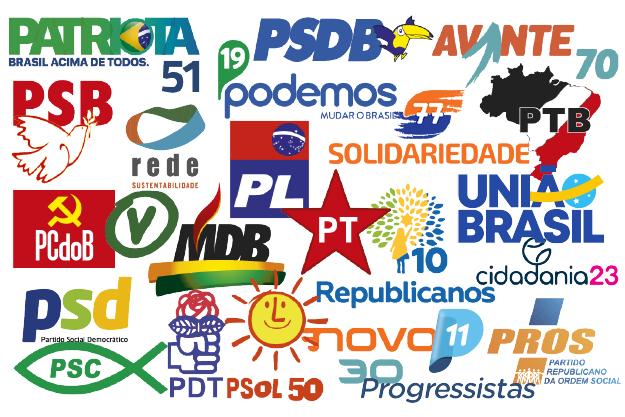 PATRIOTA
BRASIL ACIMA DE TODOS.
51
19
podemos
MUDAR O BRASIL
PSDB
AVANTE
70
PSB
rede
SUSTENTABILIDADE
77
SOLIDARIEDADE
PTB
PL
UNIÃO
BRASIL
PCdoB
V
MDB
PT
10
Republicanos
cidadania23
psd
Partido Social Democrático
PSC
PDT
PSOL 50
novo
30
11
Progressistas
PROS
PARTIDO
REPUBLICANO
DA ORDEM SOCIAL